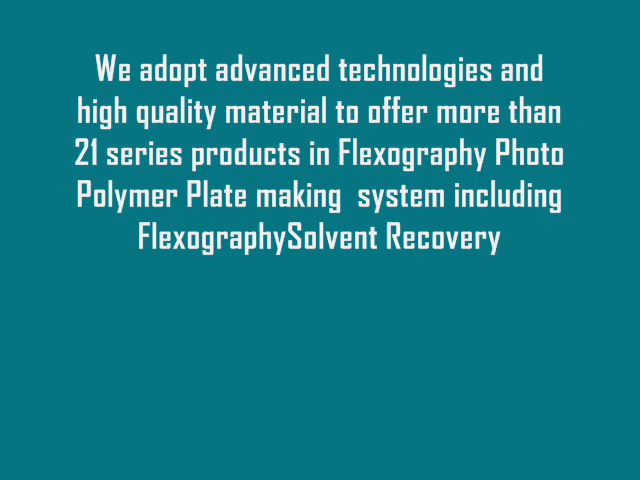 We adopt advanced technologies and
high quality material to offer more than
21 series products in Flexography Photo
Polymer Plate making  system including
FlexographySolvent Recovery